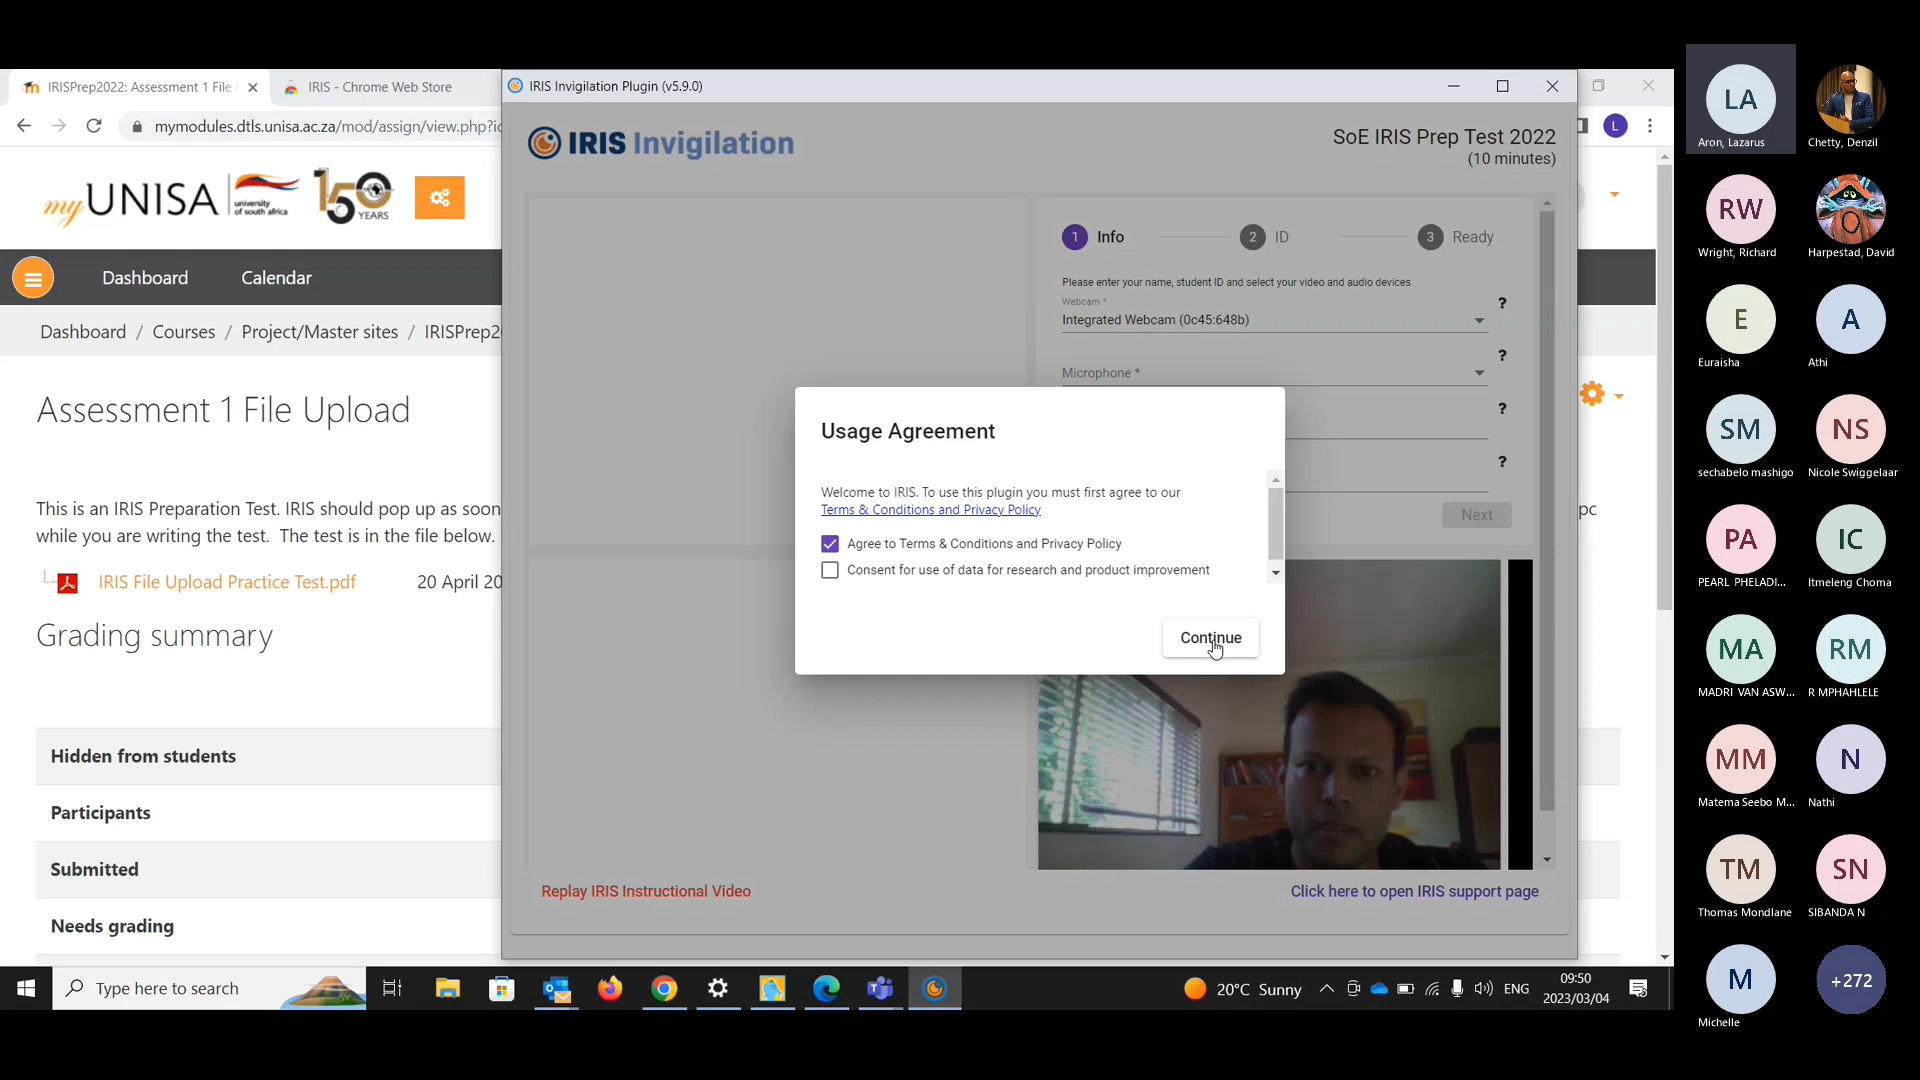 IRISPrep2022: Assessment 1 File
IRIS - Chrome Web Store
mymodules.dtls.unisa.ac.za/mod/assign/view.php?i
L
myUNISA
university
of south africa
150
YEARS
Dashboard
Calendar
Dashboard / Courses / Project/Master sites / IRISPrep2
Assessment 1 File Upload
This is an IRIS Preparation Test. IRIS should pop up as soon
pc
while you are writing the test. The test is in the file below.
IRIS File Upload Practice Test.pdf
20 April 20
Grading summary
Hidden from students
Participants
Submitted
Needs grading
IRIS Invigilation Plugin (v5.9.0)
IRIS Invigilation
SoE IRIS Prep Test 2022
(10 minutes)
1 Info
2 ID
3 Ready
Please enter your name, student ID and select your video and audio devices
Webcam *
Integrated Webcam (0c45:648b)
?
Microphone *
?
?
?
Next
Usage Agreement
Welcome to IRIS. To use this plugin you must first agree to our
Terms & Conditions and Privacy Policy
Agree to Terms & Conditions and Privacy Policy
Consent for use of data for research and product improvement
Continue
Replay IRIS Instructional Video
Click here to open IRIS support page
Type here to search
20°C Sunny
ENG
09:50
2023/03/04
LA
Aron, Lazarus
Chetty, Denzil
RW
Wright, Richard
Harpestad, David
E
Euraisha
A
Athi
SM
sechabelo mashigo
NS
Nicole Swiggelaar
PA
PEARL PHELADI...
IC
Itmeleng Choma
MA
MADRI VAN ASW...
RM
R MPHAHLELE
MM
Matema Seebo M...
N
Nathi
TM
Thomas Mondlane
SN
SIBANDA N
M
Michelle
+272